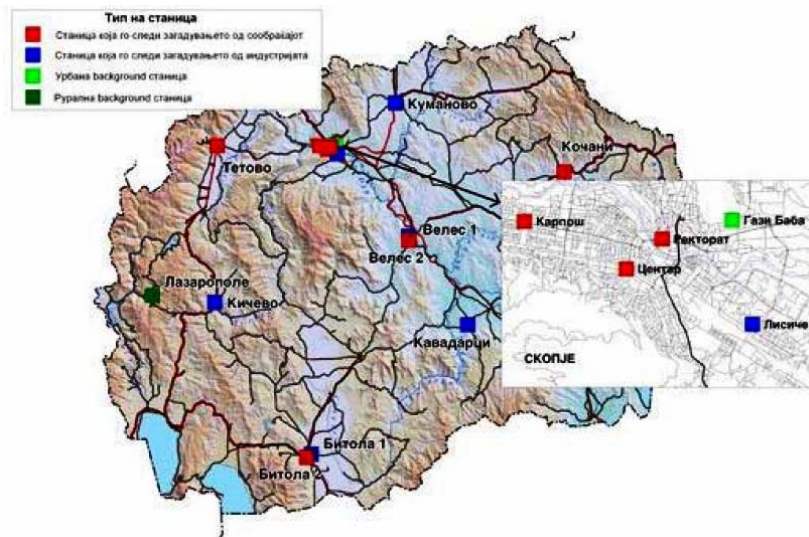 Тип на станица
Станица која го следи загадувањето од сообраќајот
Станица која го следи загадувањето од индустријата
Урбана background станица
Рурална background станица
Куманово
Кочани
Тетово
Карпош
Гази Баба
Ректорат
Велес 1
Велес 2
Центар
Лазарополе
Кичево
Лисиче
Кавадарци
СКОПЈЕ
Битола 1
Битола 2